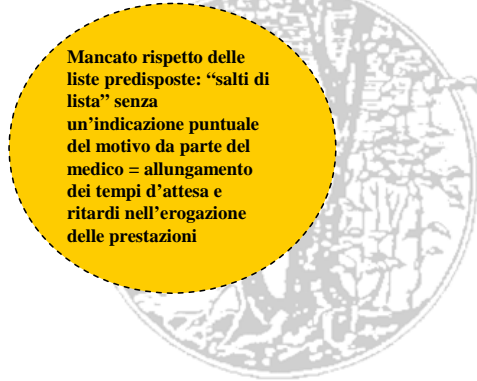 Mancato rispetto delle
liste predisposte: “salti di
lista” senza
un’indicazione puntuale
del motivo da parte del
medico = allungamento
dei tempi d’attesa e
ritardi nell’erogazione
delle prestazioni